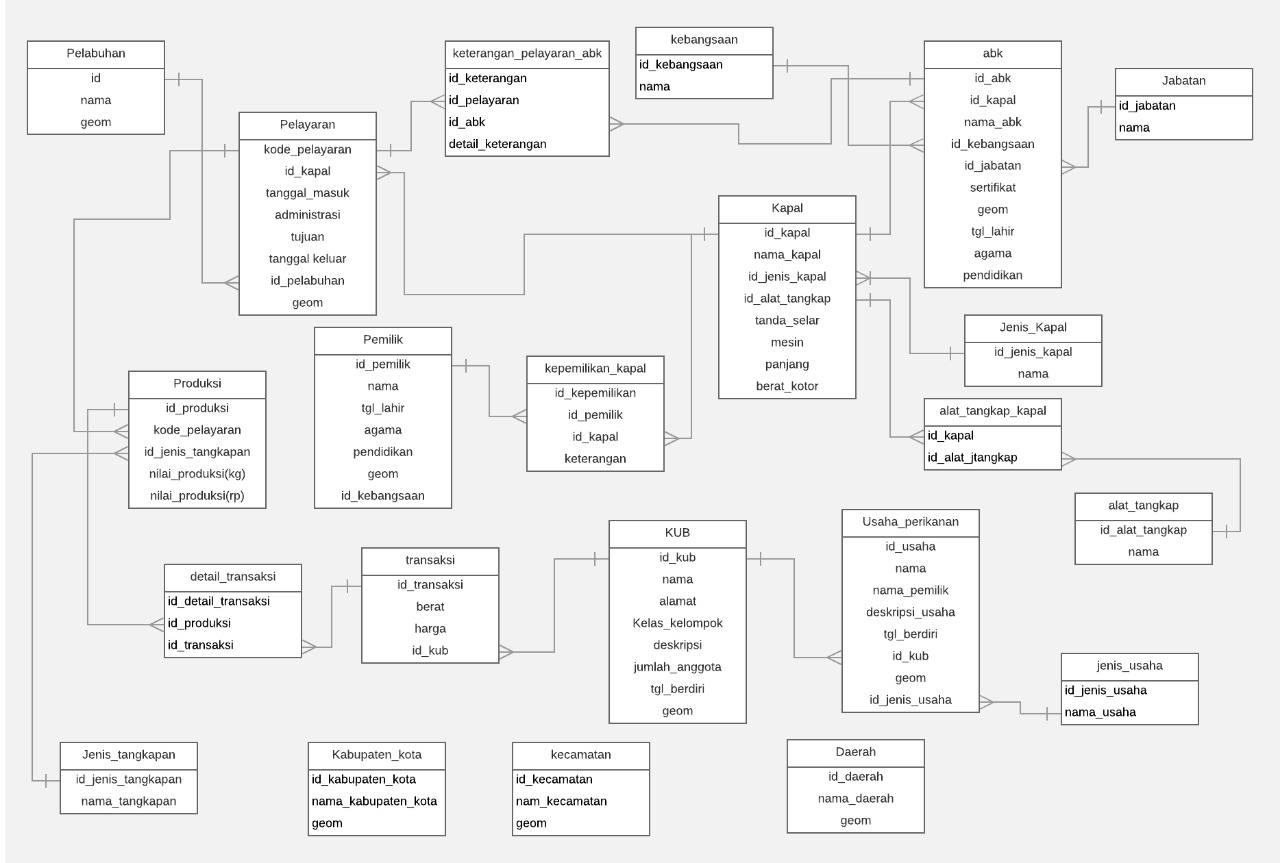 Pelabuhan
id
nama
geom
Pelayaran
kode_pelayaran
id_kapal
tanggal_masuk
administrasi
tujuan
tanggal keluar
id_pelabuhan
geom
keterangan_pelayaran_abk
id_keterangan
id_pelayaran
id_abk
detail_keterangan
kebangsaan
id_kebangsaan
nama
abk
id_abk
id_kapal
nama_abk
id_kebangsaan
id_jabatan
sertifikat
geom
tgl_lahir
agama
pendidikan
Jabatan
id_jabatan
nama
Kapal
id_kapal
nama_kapal
id_jenis_kapal
id_alat_tangkap
tanda_selar
mesin
panjang
berat_kotor
Jenis_Kapal
id_jenis_kapal
nama
Pemilik
id_pemilik
nama
tgl_lahir
agama
pendidikan
geom
id_kebangsaan
kepemilikan_kapal
id_kepemilikan
id_pemilik
id_kapal
keterangan
Produksi
id_produksi
kode_pelayaran
id_jenis_tangkapan
nilai_produksi(kg)
nilai_produksi(rp)
alat_tangkap_kapal
id_kapal
id_alat_jtangkap
alat_tangkap
id_alat_tangkap
nama
detail_transaksi
id_detail_transaksi
id_produksi
id_transaksi
transaksi
id_transaksi
berat
harga
id_kub
KUB
id_kub
nama
alamat
Kelas_kelompok
deskripsi
jumlah_anggota
tgl_berdiri
geom
Usaha_perikanan
id_usaha
nama
nama_pemilik
deskripsi_usaha
tgl_berdiri
id_kub
geom
id_jenis_usaha
jenis_usaha
id_jenis_usaha
nama_usaha
Jenis_tangkapan
id_jenis_tangkapan
nama_tangkapan
Kabupaten_kota
id_kabupaten_kota
nama_kabupaten_kota
geom
kecamatan
id_kecamatan
nam_kecamatan
geom
Daerah
id_daerah
nama_daerah
geom